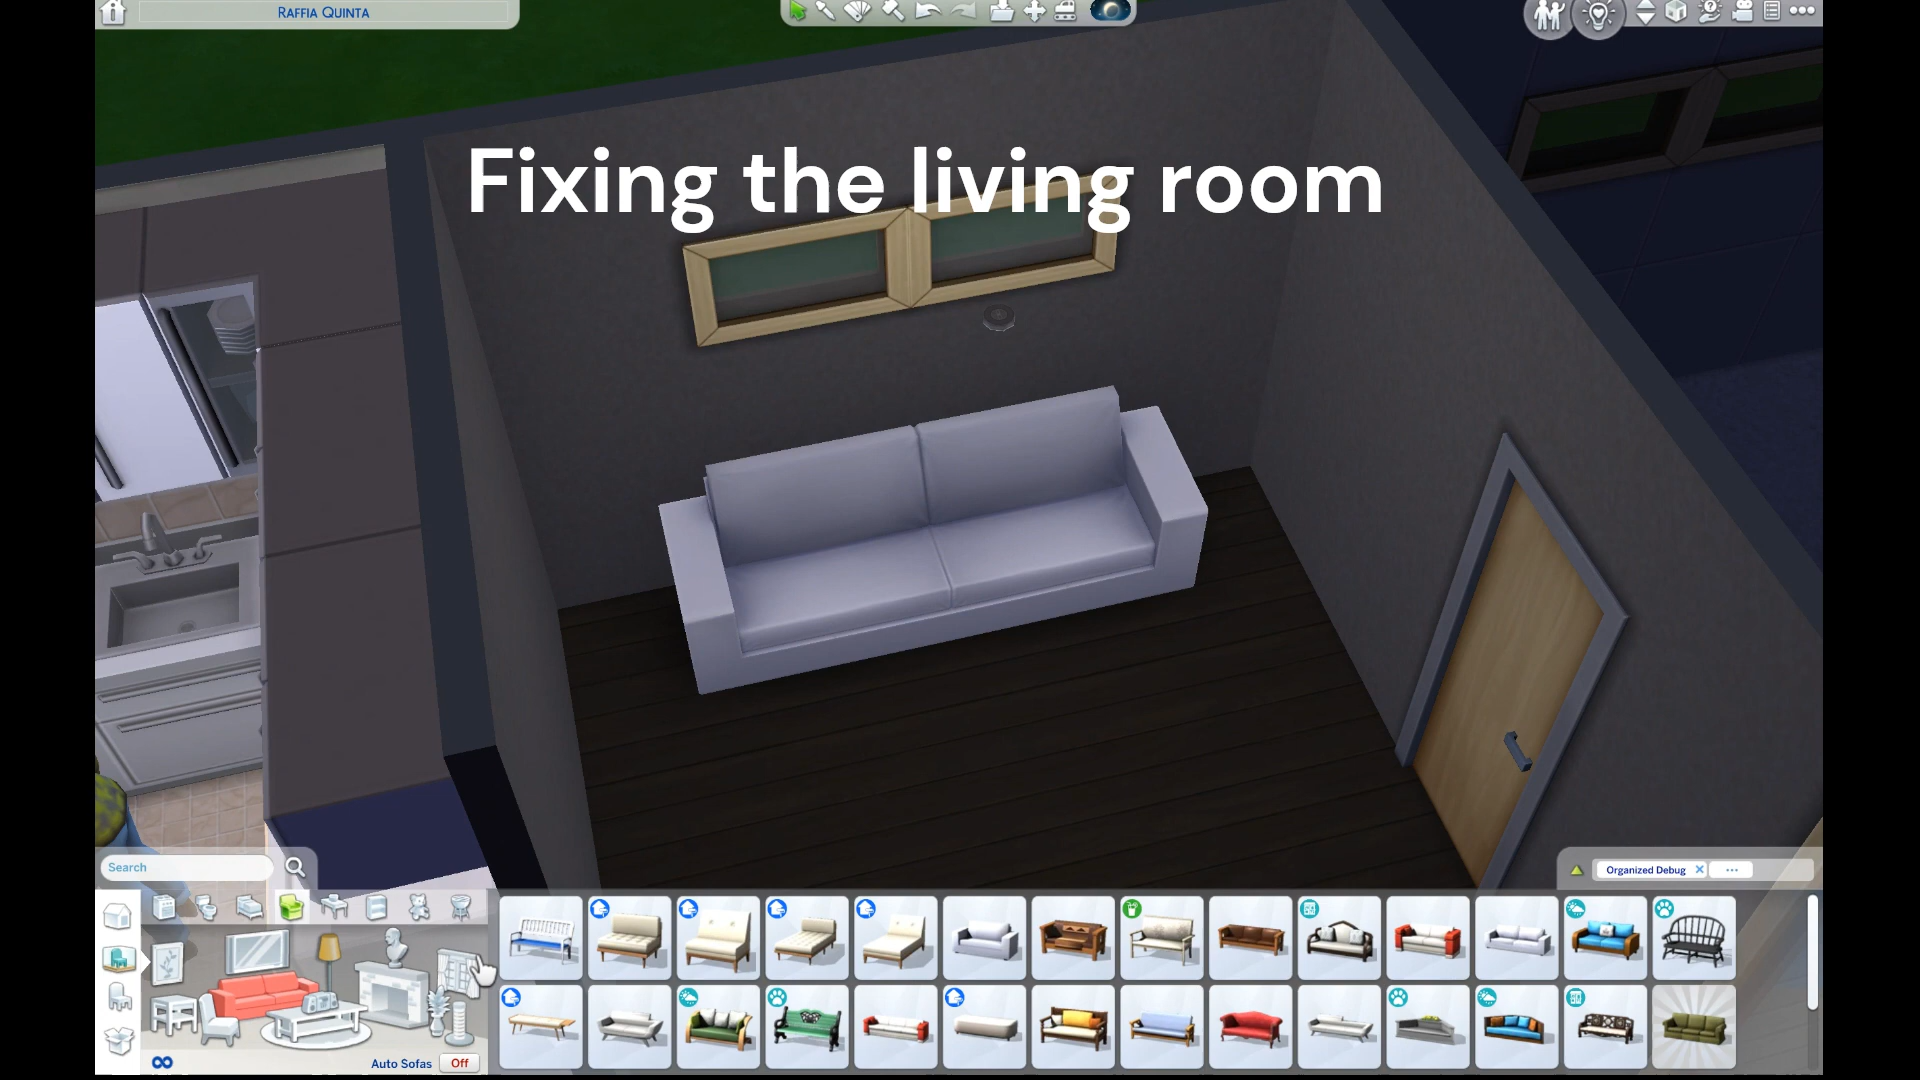 RAFFIA QUINTA
Fixing the living room
Search
Organized Debug
Auto Sofas
Off